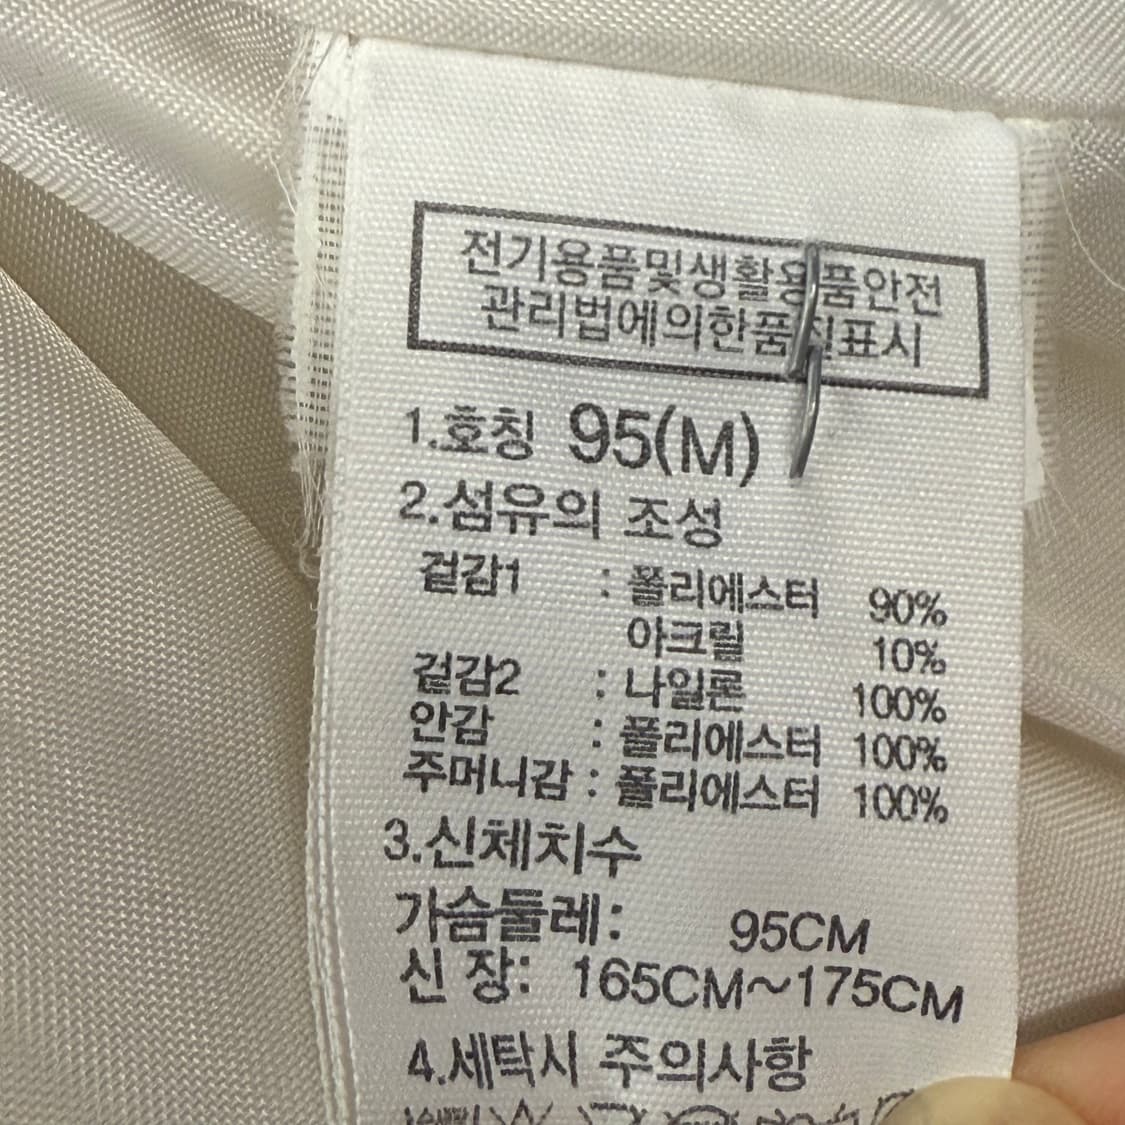 전기용품및생활용품안전
관리법에의한품질표시
1.호칭 95(M)
2.섬유의 조성
겉감1 : 폴리에스터 90%
아크릴 10%
겉감2 : 나일론 100%
안감 : 폴리에스터 100%
주머니감 : 폴리에스터 100%
3.신체치수
가슴둘레: 95CM
신 장: 165CM~175CM
4.세탁시 주의사항